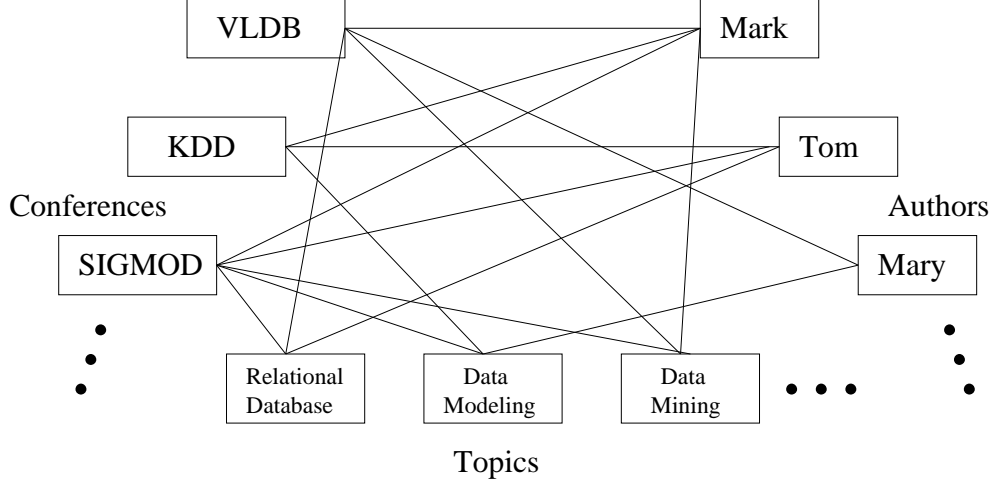 VLDB
Mark
KDD
Tom
Conferences
Authors
SIGMOD
Mary
Relational
Database
Data
Modeling
Data
Mining
Topics